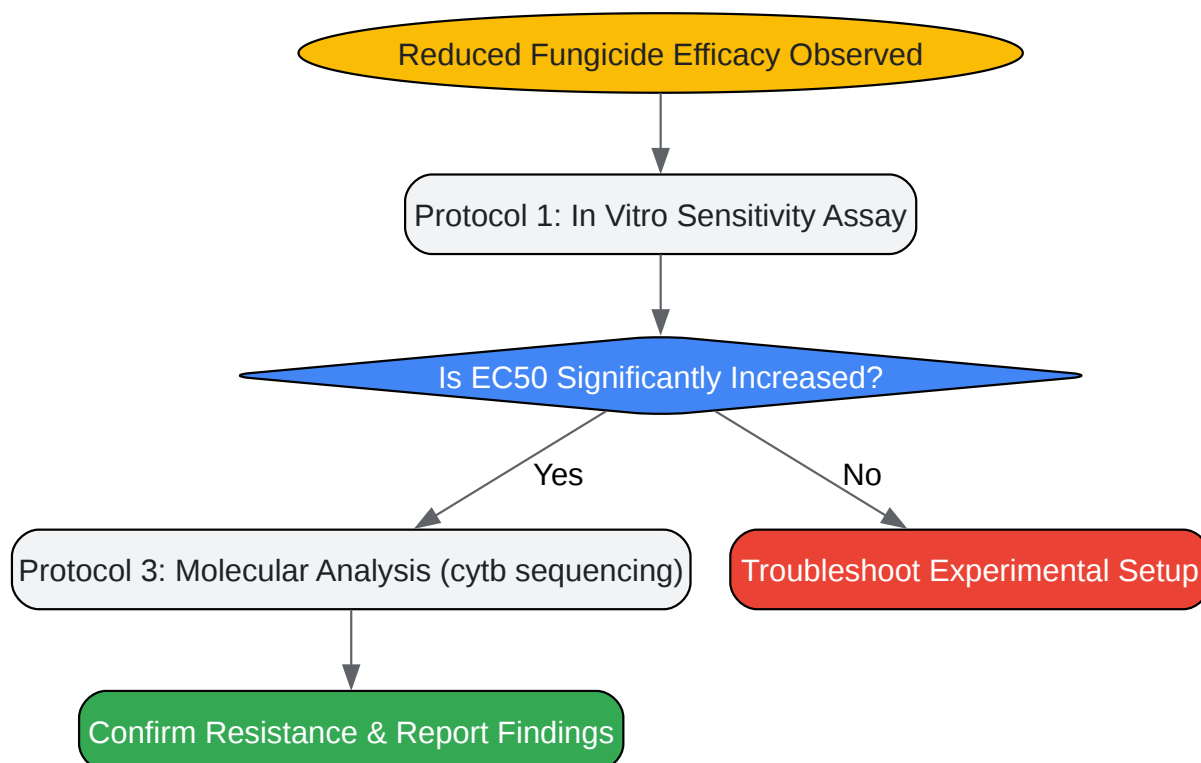 Reduced Fungicide Efficacy Observed
Protocol 1: In Vitro Sensitivity Assay
Is EC50 Significantly Increased?
Yes
No
Protocol 3: Molecular Analysis (cytb sequencing)
Troubleshoot Experimental Setup
Confirm Resistance & Report Findings